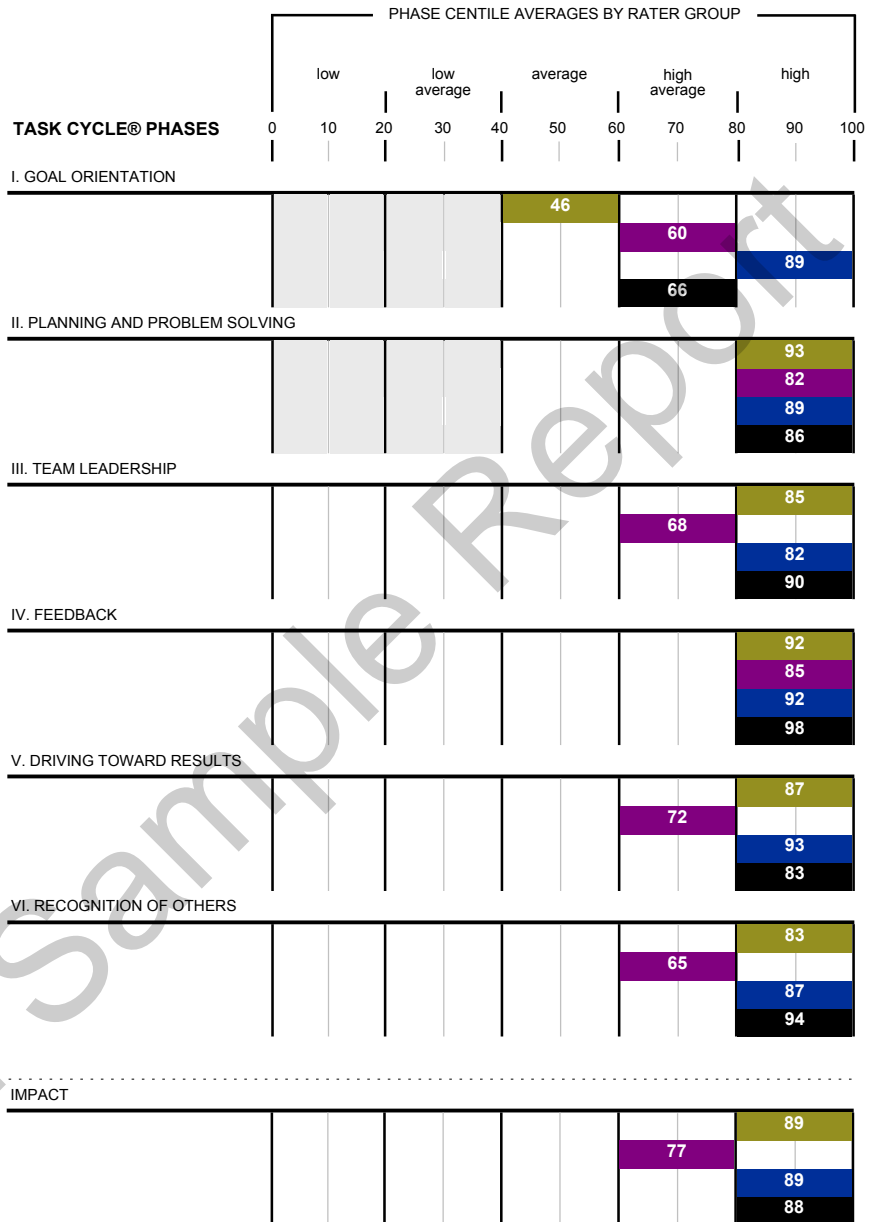 PHASE CENTILE AVERAGES BY RATER GROUP
low low average average high average high
TASK CYCLE® PHASES 0 10 20 30 40 50 60 70 80 90 100
I. GOAL ORIENTATION
46
60
89
66
II. PLANNING AND PROBLEM SOLVING
93
82
89
86
III. TEAM LEADERSHIP
85
68
82
90
IV. FEEDBACK
92
85
92
98
V. DRIVING TOWARD RESULTS
87
72
93
83
VI. RECOGNITION OF OTHERS
83
65
87
94
IMPACT
89
77
89
88
Sample Report